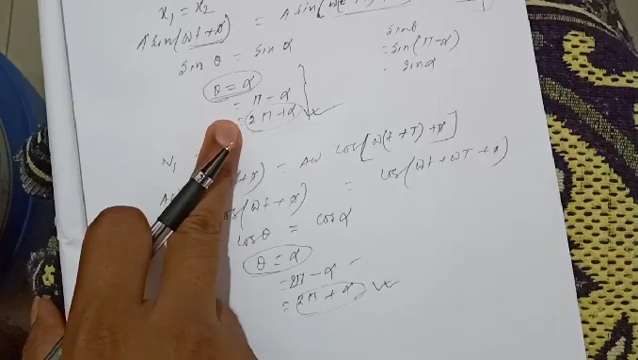 x₁ = x₂
A sin(ωt+ø) = A sin[ω
sin θ = sin α
θ = α
= π − α
= 2π + α
sin θ
= sin(π−α)
= sin α
= Aω cos[ω(t+T)+ø]
cos(ωt+ø) = cos(ωt+ωT+ø)
cos θ = cos α
θ = α
= 2π − α
= 2π + α